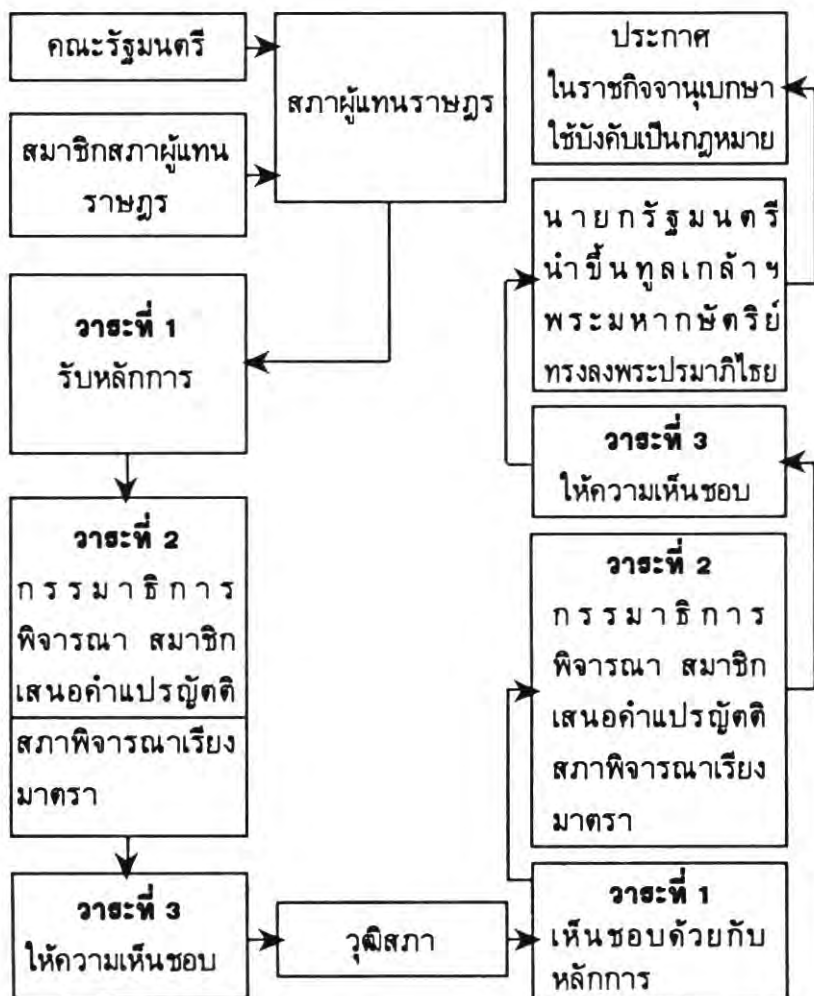 คณะรัฐมนตรี
สมาชิกสภาผู้แทน
ราษฎร
สภาผู้แทนราษฎร
วาระที่ 1
รับหลักการ
วาระที่ 2
กรรมาธิการ
พิจารณา สมาชิก
เสนอคำแปรญัตติ
สภาพิจารณาเรียง
มาตรา
วาระที่ 3
ให้ความเห็นชอบ
วุฒิสภา
วาระที่ 1
เห็นชอบด้วยกับ
หลักการ
วาระที่ 2
กรรมาธิการ
พิจารณา สมาชิก
เสนอคำแปรญัตติ
สภาพิจารณาเรียง
มาตรา
วาระที่ 3
ให้ความเห็นชอบ
นายกรัฐมนตรี
นำขึ้นทูลเกล้าฯ
พระมหากษัตริย์
ทรงลงพระปรมาภิไธย
ประกาศ
ในราชกิจจานุเบกษา
ใช้บังคับเป็นกฎหมาย